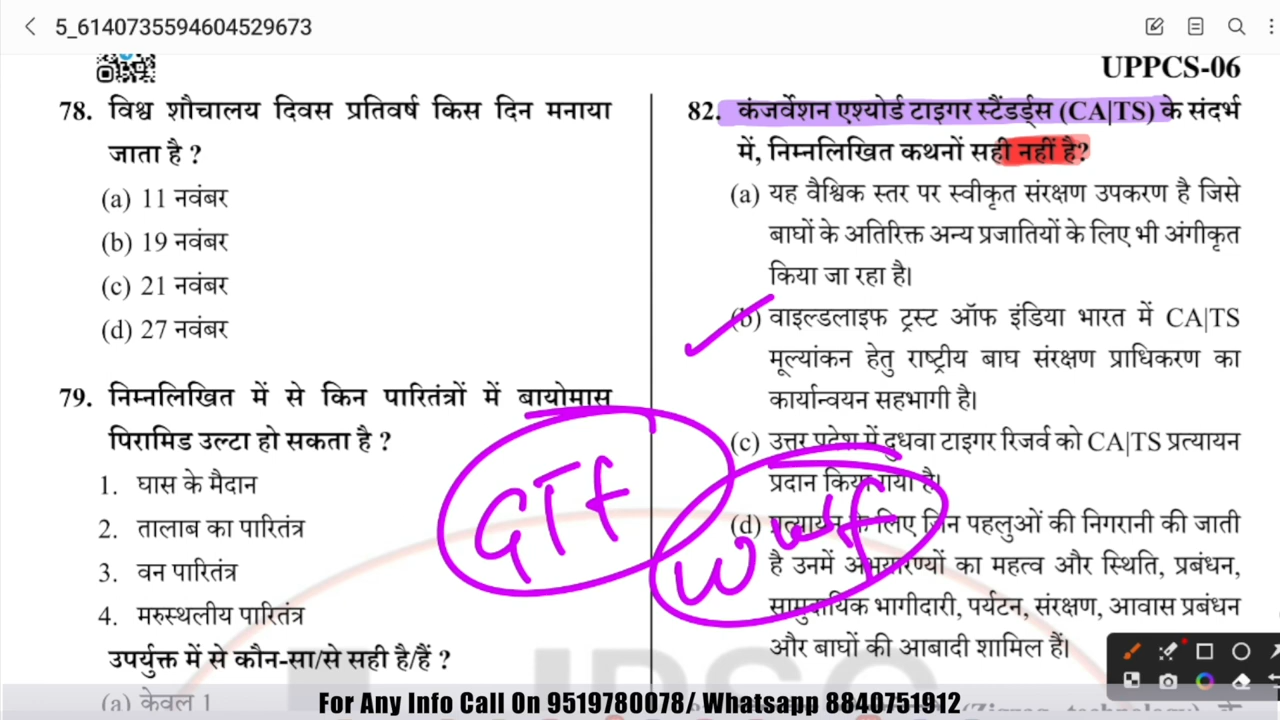 5_6140735594604529673
UPPCS-06
78. विश्व शौचालय दिवस प्रतिवर्ष किस दिन मनाया
जाता है ?
(a) 11 नवंबर
(b) 19 नवंबर
(c) 21 नवंबर
(d) 27 नवंबर
79. निम्नलिखित में से किन पारितंत्रों में बायोमास
पिरामिड उल्टा हो सकता है ?
1. घास के मैदान
2. तालाब का पारितंत्र
3. वन पारितंत्र
4. मरुस्थलीय पारितंत्र
उपर्युक्त में से कौन-सा/से सही है/हैं ?
(a) केवल 1
82. कंजर्वेशन एश्योर्ड टाइगर स्टैंडर्ड्स (CA|TS) के संदर्भ
में, निम्नलिखित कथनों सही नहीं है?
(a) यह वैश्विक स्तर पर स्वीकृत संरक्षण उपकरण है जिसे
बाघों के अतिरिक्त अन्य प्रजातियों के लिए भी अंगीकृत
किया जा रहा है।
(b) वाइल्डलाइफ ट्रस्ट ऑफ इंडिया भारत में CA|TS
मूल्यांकन हेतु राष्ट्रीय बाघ संरक्षण प्राधिकरण का
कार्यान्वयन सहभागी है।
(c) उत्तर प्रदेश में दुधवा टाइगर रिजर्व को CA|TS प्रत्यायन
प्रदान किया गया है।
(d) प्रत्यायन के लिए जिन पहलुओं की निगरानी की जाती
है उनमें अभयारण्यों का महत्व और स्थिति, प्रबंधन,
सामुदायिक भागीदारी, पर्यटन, संरक्षण, आवास प्रबंधन
और बाघों की आबादी शामिल हैं।
GTf
wwf
(Zigzag technology) के
For Any Info Call On 9519780078/ Whatsapp 8840751912